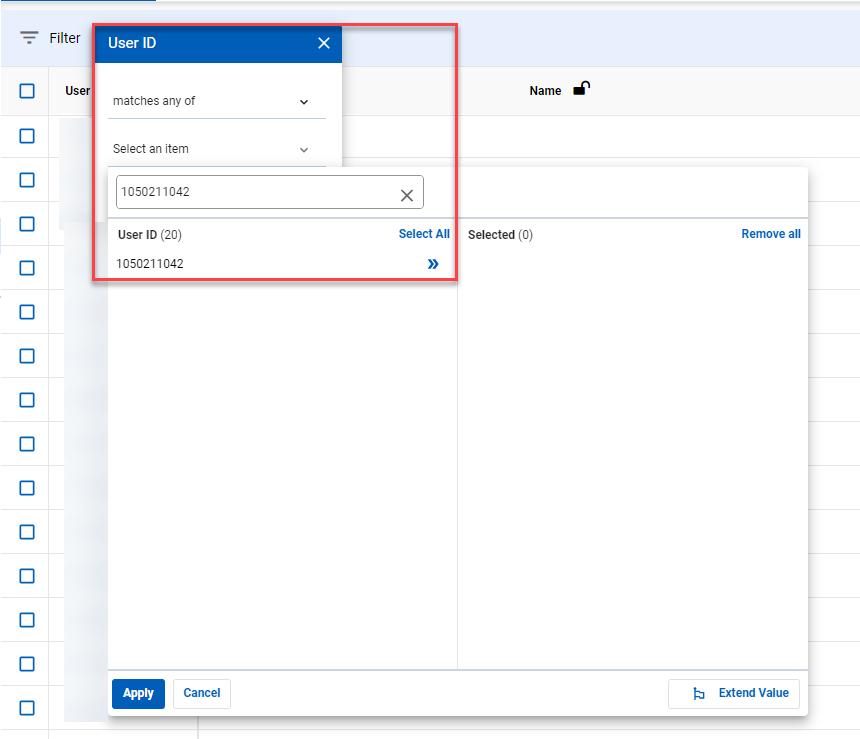 Filter
User ID
User
Name
matches any of
Select an item
1050211042
User ID (20)
Select All
Selected (0)
Remove all
1050211042
Apply
Cancel
Extend Value